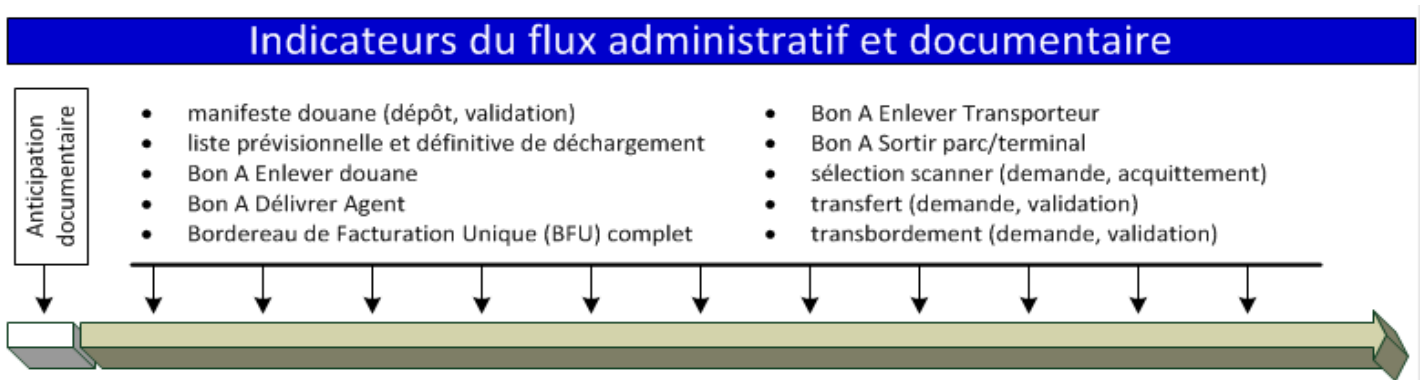 Indicateurs du flux administratif et documentaire
Anticipation
documentaire
• manifeste douane (dépôt, validation)
• liste prévisionnelle et définitive de déchargement
• Bon A Enlever douane
• Bon A Délivrer Agent
• Bordereau de Facturation Unique (BFU) complet
• Bon A Enlever Transporteur
• Bon A Sortir parc/terminal
• sélection scanner (demande, acquittement)
• transfert (demande, validation)
• transbordement (demande, validation)